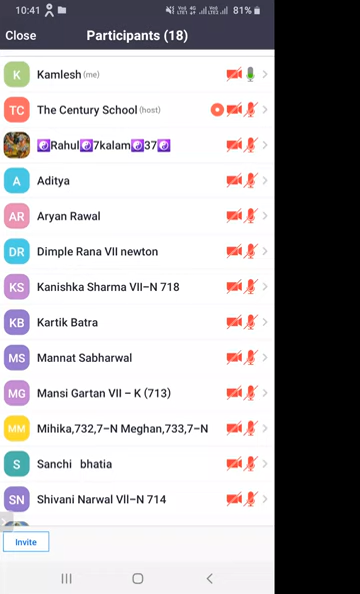 10:41 81%
Close Participants (18)
K Kamlesh (me)
TC The Century School (host)
☯Rahul☯7kalam☯37☯
A Aditya
AR Aryan Rawal
DR Dimple Rana VII newton
KS Kanishka Sharma VII–N 718
KB Kartik Batra
MS Mannat Sabharwal
MG Mansi Gartan VII – K (713)
MM Mihika,732,7–N Meghan,733,7–N
S Sanchi bhatia
SN Shivani Narwal Vll–N 714
Invite